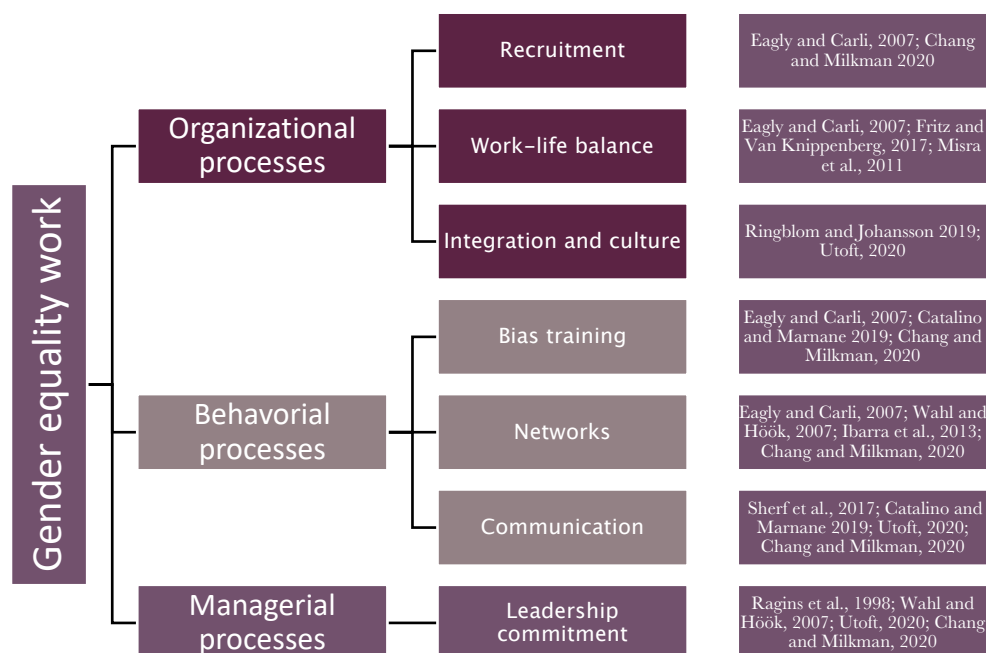 Gender equality work
Organizational
processes
Recruitment
Eagly and Carli, 2007; Chang
and Milkman 2020
Work-life balance
Eagly and Carli, 2007; Fritz and
Van Knippenberg, 2017; Misra
et al., 2011
Integration and culture
Ringblom and Johansson 2019;
Utoft, 2020
Behavorial
processes
Bias training
Eagly and Carli, 2007; Catalino
and Marnane 2019; Chang and
Milkman, 2020
Networks
Eagly and Carli, 2007; Wahl and
Höök, 2007; Ibarra et al., 2013;
Chang and Milkman, 2020
Communication
Sherf et al., 2017; Catalino and
Marnane 2019; Utoft, 2020;
Chang and Milkman, 2020
Managerial
processes
Leadership
commitment
Ragins et al., 1998; Wahl and
Höök, 2007; Utoft, 2020; Chang
and Milkman, 2020